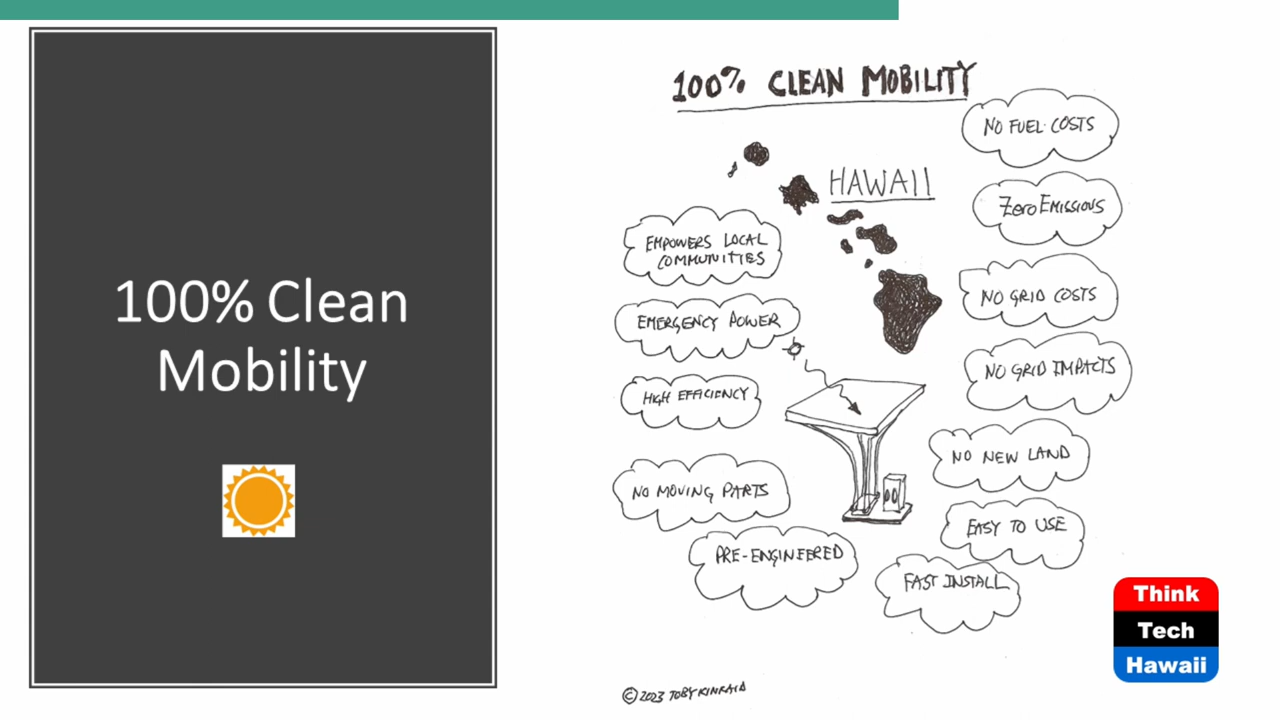 100% Clean
Mobility
100% CLEAN MOBILITY
HAWAII
NO FUEL COSTS
ZERO EMISSIONS
NO GRID COSTS
NO GRID IMPACTS
NO NEW LAND
EASY TO USE
FAST INSTALL
EMPOWERS LOCAL
COMMUNITIES
EMERGENCY POWER
HIGH EFFICIENCY
NO MOVING PARTS
PRE-ENGINEERED
© 2023 TOBY KINKAID
Think
Tech
Hawaii